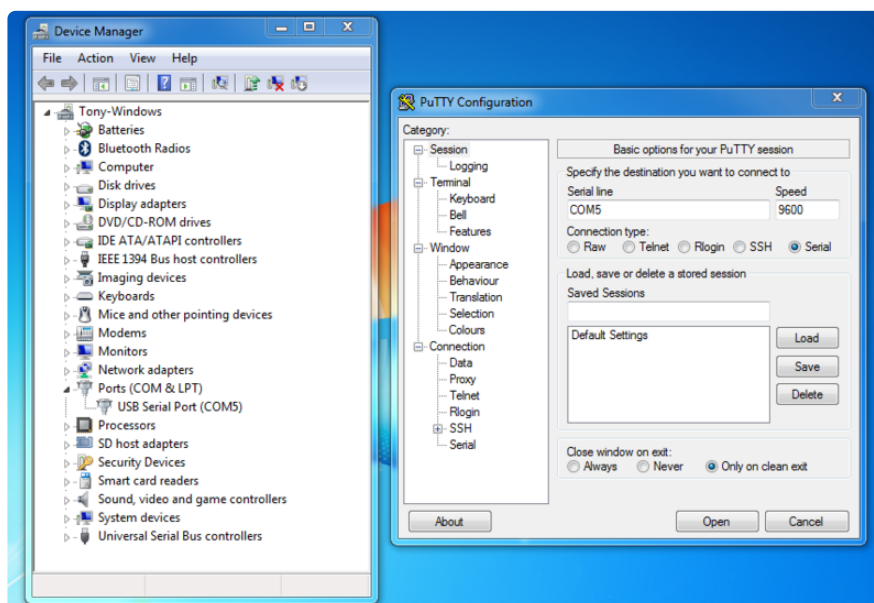 Device Manager
File Action View Help
Tony-Windows
Batteries
Bluetooth Radios
Computer
Disk drives
Display adapters
DVD/CD-ROM drives
IDE ATA/ATAPI controllers
IEEE 1394 Bus host controllers
Imaging devices
Keyboards
Mice and other pointing devices
Modems
Monitors
Network adapters
Ports (COM & LPT)
USB Serial Port (COM5)
Processors
SD host adapters
Security Devices
Smart card readers
Sound, video and game controllers
System devices
Universal Serial Bus controllers
PuTTY Configuration
Category:
Session
Logging
Terminal
Keyboard
Bell
Features
Window
Appearance
Behaviour
Translation
Selection
Colours
Connection
Data
Proxy
Telnet
Rlogin
SSH
Serial
Basic options for your PuTTY session
Specify the destination you want to connect to
Serial line Speed
COM5 9600
Connection type:
Raw Telnet Rlogin SSH Serial
Load, save or delete a stored session
Saved Sessions
Default Settings
Load
Save
Delete
Close window on exit:
Always Never Only on clean exit
About Open Cancel